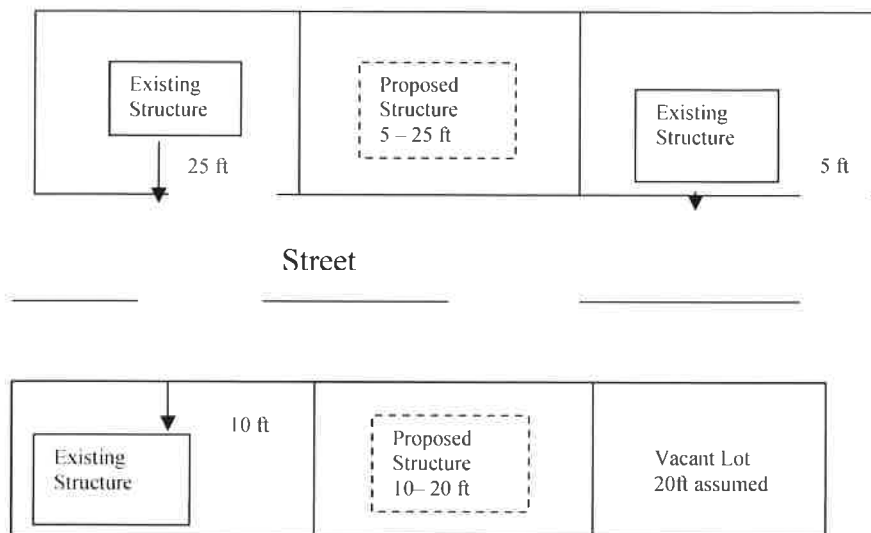 Existing
Structure
25 ft
Proposed
Structure
5 – 25 ft
Existing
Structure
5 ft
Street
10 ft
Existing
Structure
Proposed
Structure
10– 20 ft
Vacant Lot
20ft assumed